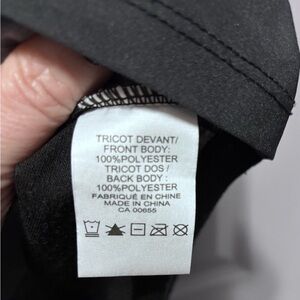 TRICOT DEVANT/
FRONT BODY:
100%POLYESTER
TRICOT DOS /
BACK BODY :
100%POLYESTER
FABRIQUÉ EN CHINE
MADE IN CHINA
CA 00655